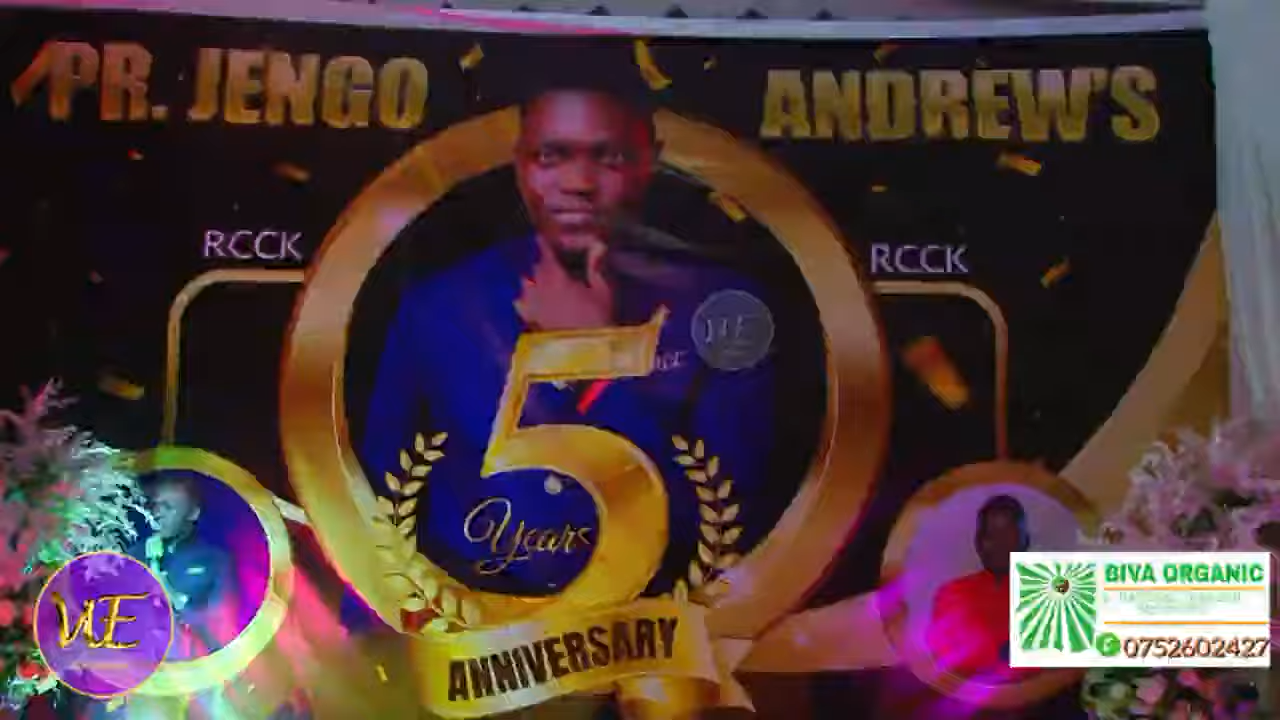 PR. JENGO
ANDREW'S
RCCK
RCCK
5
Years
ANNIVERSARY
BIVA ORGANIC
0752602427